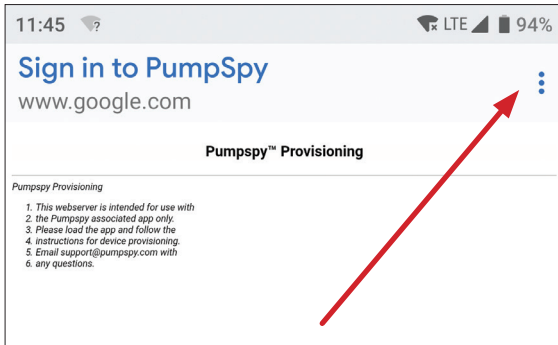 11:45 ? LTE 94%
Sign in to PumpSpy
www.google.com
Pumpspy™ Provisioning
Pumpspy Provisioning
1. This webserver is intended for use with
2. the Pumpspy associated app only.
3. Please load the app and follow the
4. instructions for device provisioning.
5. Email support@pumpspy.com with
6. any questions.